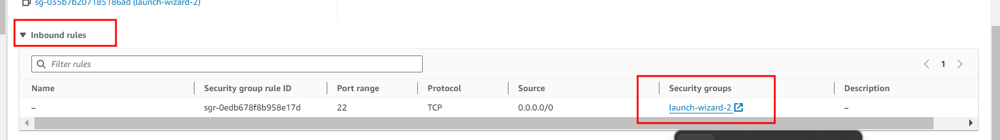 sg-035b7b207185186ad (launch-wizard-2)
Inbound rules
Filter rules
1
Name Security group rule ID Port range Protocol Source Security groups Description
– sgr-0edb678f8b958e17d 22 TCP 0.0.0.0/0 launch-wizard-2 –